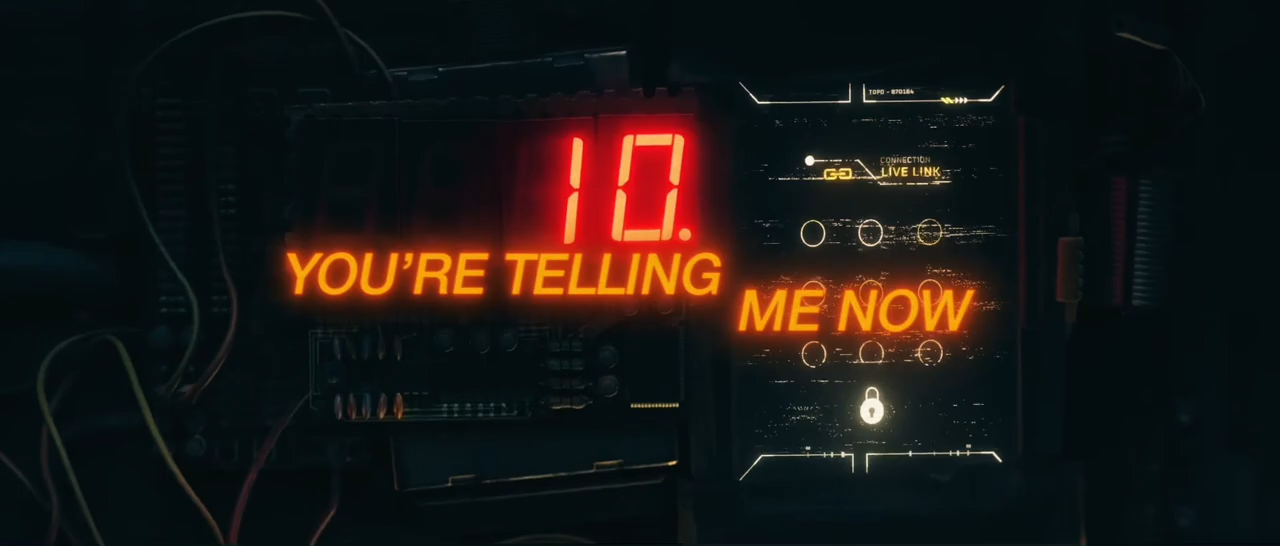 TOPO - 870164
10.
CONNECTION
LIVE LINK
YOU’RE TELLING
ME NOW